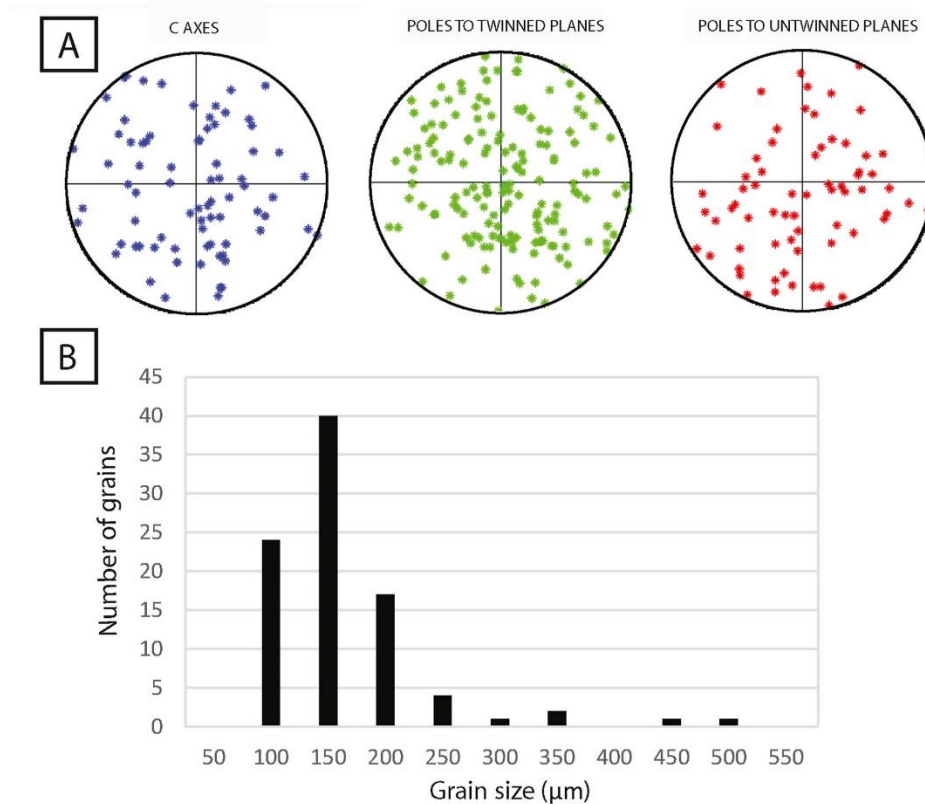 A
C AXES
POLES TO TWINNED PLANES
POLES TO UNTWINNED PLANES
B
45
40
35
30
25
20
15
10
5
0
Number of grains
50 100 150 200 250 300 350 400 450 500 550
Grain size (μm)